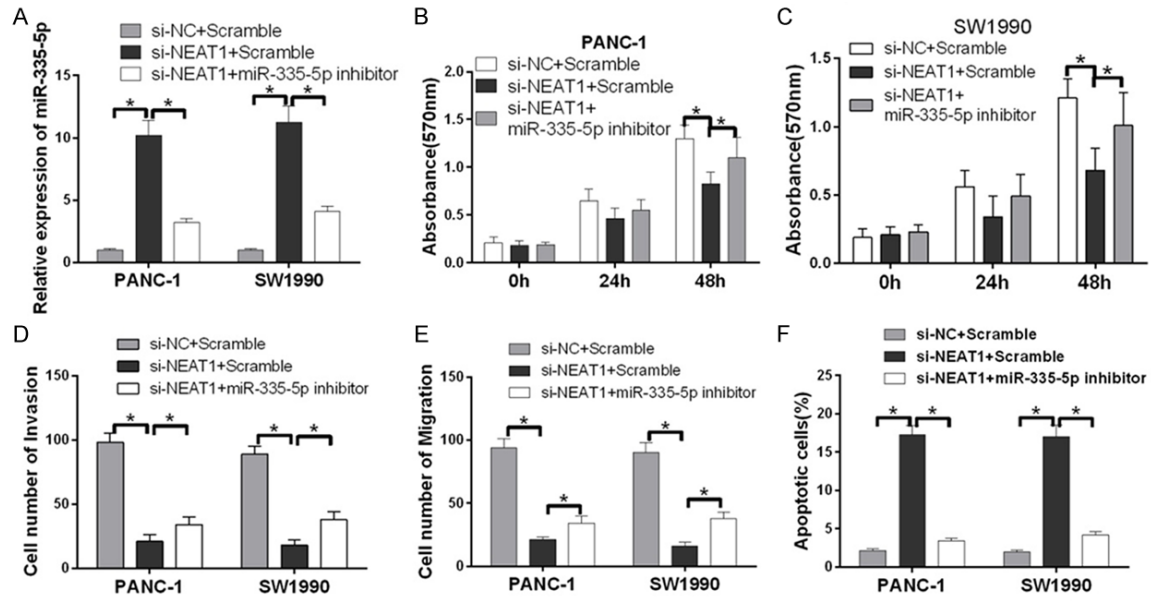 A
si-NC+Scramble
si-NEAT1+Scramble
si-NEAT1+miR-335-5p inhibitor
Relative expression of miR-335-5p
15
10
5
0
* * * *
PANC-1 SW1990
B
PANC-1
si-NC+Scramble
si-NEAT1+Scramble
si-NEAT1+
miR-335-5p inhibitor
Absorbance(570nm)
2.0
1.5
1.0
0.5
0.0
* *
0h 24h 48h
C
SW1990
si-NC+Scramble
si-NEAT1+Scramble
si-NEAT1+
miR-335-5p inhibitor
Absorbance(570nm)
1.5
1.0
0.5
0.0
* *
0h 24h 48h
D
si-NC+Scramble
si-NEAT1+Scramble
si-NEAT1+miR-335-5p inhibitor
Cell number of Invasion
150
100
50
0
* * * *
PANC-1 SW1990
E
si-NC+Scramble
si-NEAT1+Scramble
si-NEAT1+miR-335-5p inhibitor
Cell number of Migration
150
100
50
0
* * * *
PANC-1 SW1990
F
si-NC+Scramble
si-NEAT1+Scramble
si-NEAT1+miR-335-5p inhibitor
Apoptotic cells(%)
25
20
15
10
5
0
* * * *
PANC-1 SW1990